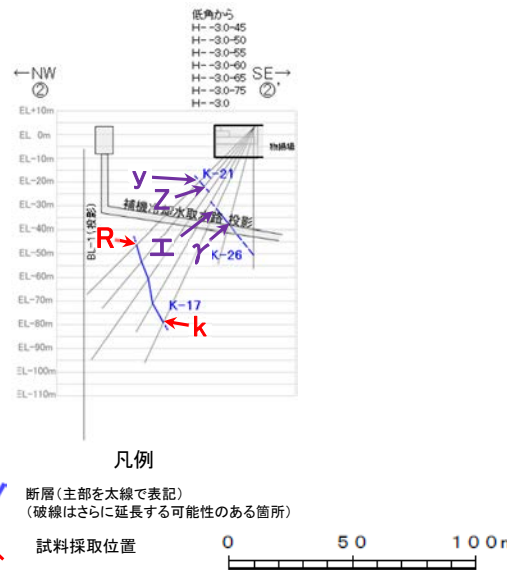 低角から
H--3.0-45
H--3.0-50
H--3.0-55
H--3.0-60
H--3.0-65
H--3.0-75
H--3.0
←NW
②
SE→
②'
EL+10m
EL 0m
EL-10m
EL-20m
EL-30m
EL-40m
EL-50m
EL-60m
EL-70m
EL-80m
EL-90m
EL-100m
EL-110m
物揚場
y
K-21
Z
補機冷却海水取水路 投影
R
エ
γ
BL-1(投影)
K-26
K-17
k
凡例
断層(主部を太線で表記)
(破線はさらに延長する可能性のある箇所)
試料採取位置
0 50 100m